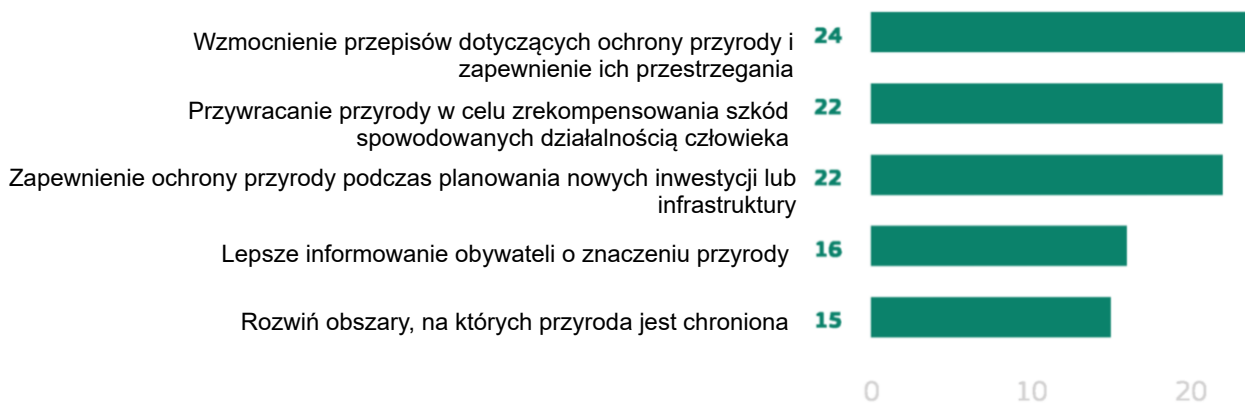 Wzmocnienie przepisów dotyczących ochrony przyrody i 24
zapewnienie ich przestrzegania
Przywracanie przyrody w celu zrekompensowania szkód 22
spowodowanych działalnością człowieka
Zapewnienie ochrony przyrody podczas planowania nowych inwestycji lub 22
infrastruktury
Lepsze informowanie obywateli o znaczeniu przyrody 16
Rozwiń obszary, na których przyroda jest chroniona 15
0 10 20